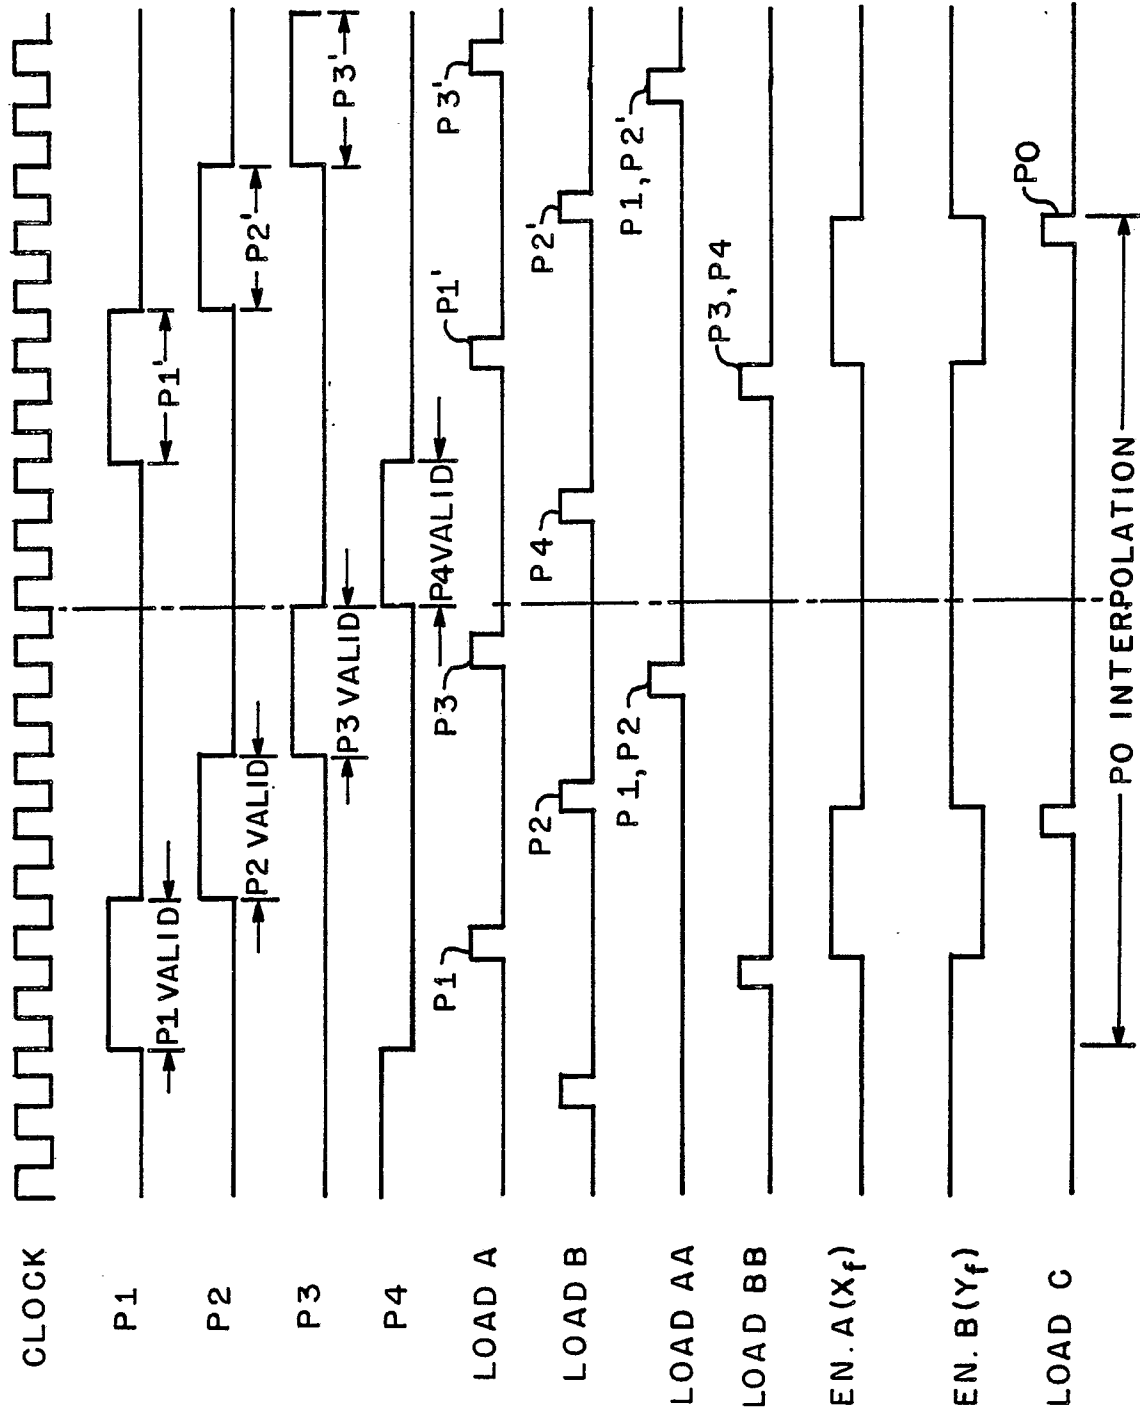 CLOCK
P1
P1 VALID
P1'
P2
P2 VALID
P2'
P3
P3 VALID
P3'
P4
P4 VALID
LOAD A
P1
P3
P1'
P3'
LOAD B
P2
P4
P2'
LOAD AA
P1, P2
P1, P2'
LOAD BB
P3, P4
EN. A (Xf)
EN. B (Yf)
LOAD C
PO
PO INTERPOLATION